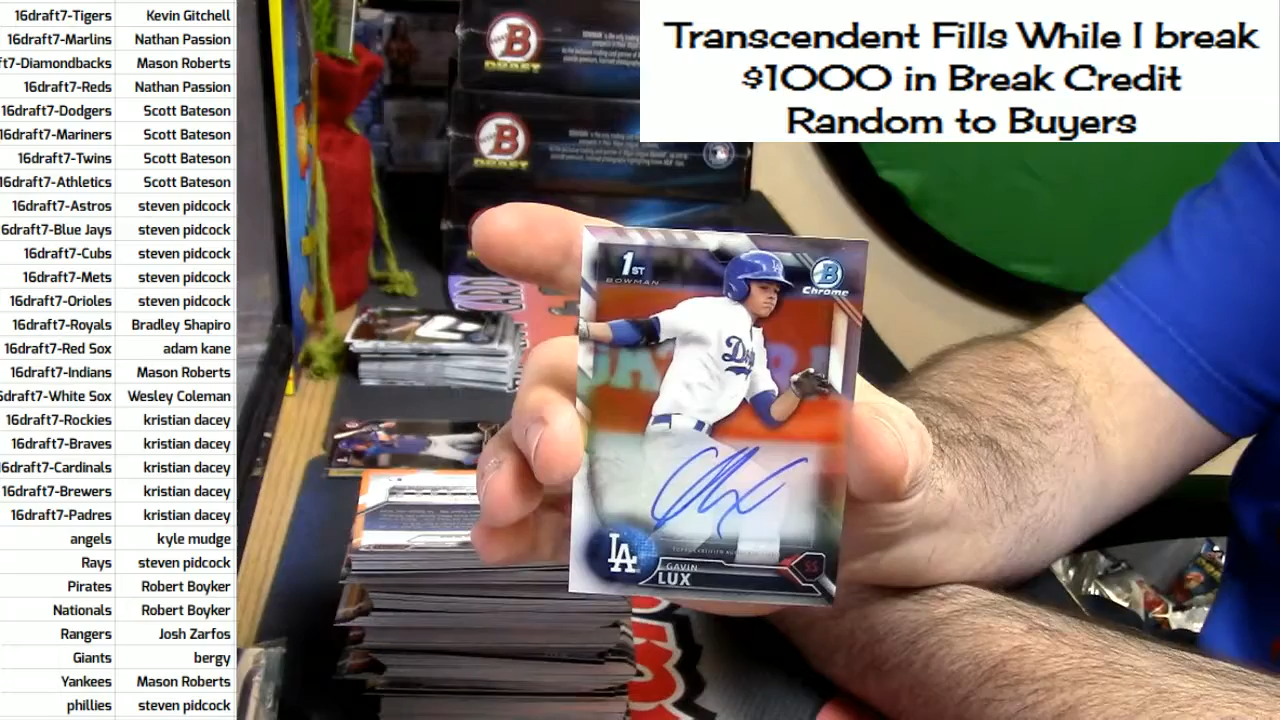 16draft7-Tigers Kevin Gitchell
16draft7-Marlins Nathan Passion
ft7-Diamondbacks Mason Roberts
16draft7-Reds Nathan Passion
16draft7-Dodgers Scott Bateson
16draft7-Mariners Scott Bateson
16draft7-Twins Scott Bateson
16draft7-Athletics Scott Bateson
16draft7-Astros steven pidcock
16draft7-Blue Jays steven pidcock
16draft7-Cubs steven pidcock
16draft7-Mets steven pidcock
16draft7-Orioles steven pidcock
16draft7-Royals Bradley Shapiro
16draft7-Red Sox adam kane
16draft7-Indians Mason Roberts
6draft7-White Sox Wesley Coleman
16draft7-Rockies kristian dacey
16draft7-Braves kristian dacey
16draft7-Cardinals kristian dacey
16draft7-Brewers kristian dacey
16draft7-Padres kristian dacey
angels kyle mudge
Rays steven pidcock
Pirates Robert Boyker
Nationals Robert Boyker
Rangers Josh Zarfos
Giants bergy
Yankees Mason Roberts
phillies steven pidcock
Transcendent Fills While I break
$1000 in Break Credit
Random to Buyers
B
DRAFT
B
DRAFT
1ST
BOWMAN
B
Chrome
LA
GAVIN
LUX
SS